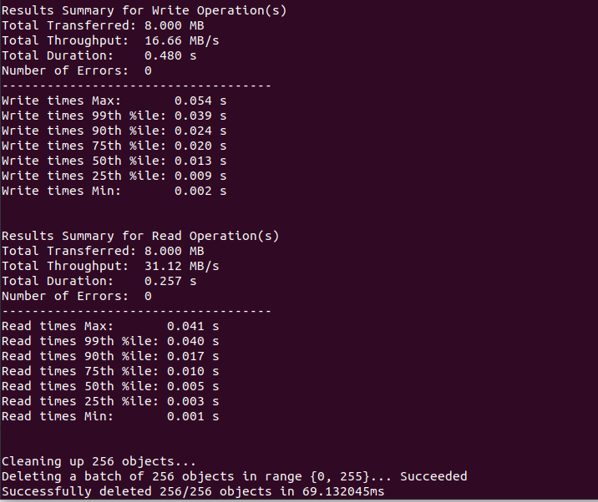 Results Summary for Write Operation(s)
Total Transferred: 8.000 MB
Total Throughput:  16.66 MB/s
Total Duration:    0.480 s
Number of Errors:  0
------------------------------------
Write times Max:       0.054 s
Write times 99th %ile: 0.039 s
Write times 90th %ile: 0.024 s
Write times 75th %ile: 0.020 s
Write times 50th %ile: 0.013 s
Write times 25th %ile: 0.009 s
Write times Min:       0.002 s
Results Summary for Read Operation(s)
Total Transferred: 8.000 MB
Total Throughput:  31.12 MB/s
Total Duration:    0.257 s
Number of Errors:  0
------------------------------------
Read times Max:       0.041 s
Read times 99th %ile: 0.040 s
Read times 90th %ile: 0.017 s
Read times 75th %ile: 0.010 s
Read times 50th %ile: 0.005 s
Read times 25th %ile: 0.003 s
Read times Min:       0.001 s
Cleaning up 256 objects...
Deleting a batch of 256 objects in range {0, 255}... Succeeded
Successfully deleted 256/256 objects in 69.132045ms